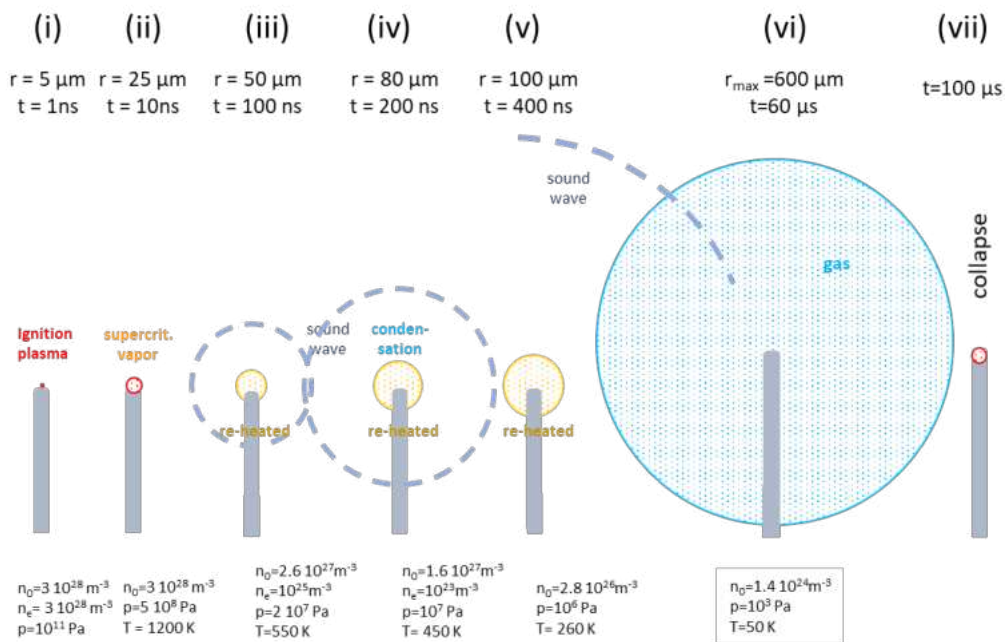 (i)
(ii)
(iii)
(iv)
(v)
(vi)
(vii)
r = 5 µm
t = 1ns
r = 25 µm
t = 10ns
r = 50 µm
t = 100 ns
r = 80 µm
t = 200 ns
r = 100 µm
t = 400 ns
r_max =600 µm
t=60 µs
t=100 µs
sound
wave
gas
collapse
Ignition
plasma
supercrit.
vapor
sound
wave
conden-
sation
re-heated
re-heated
re-heated
n₀=3 10²⁸ m⁻³
nₑ= 3 10²⁸ m⁻³
p=10¹¹ Pa
n₀=3 10²⁸ m⁻³
p=5 10⁸ Pa
T = 1200 K
n₀=2.6 10²⁷m⁻³
nₑ=10²⁵ m⁻³
p=2 10⁷ Pa
T=550 K
n₀=1.6 10²⁷m⁻³
nₑ=10²³ m⁻³
p=10⁷ Pa
T= 450 K
n₀=2.8 10²⁶m⁻³
p=10⁶ Pa
T= 260 K
n₀=1.4 10²⁴m⁻³
p=10³ Pa
T=50 K